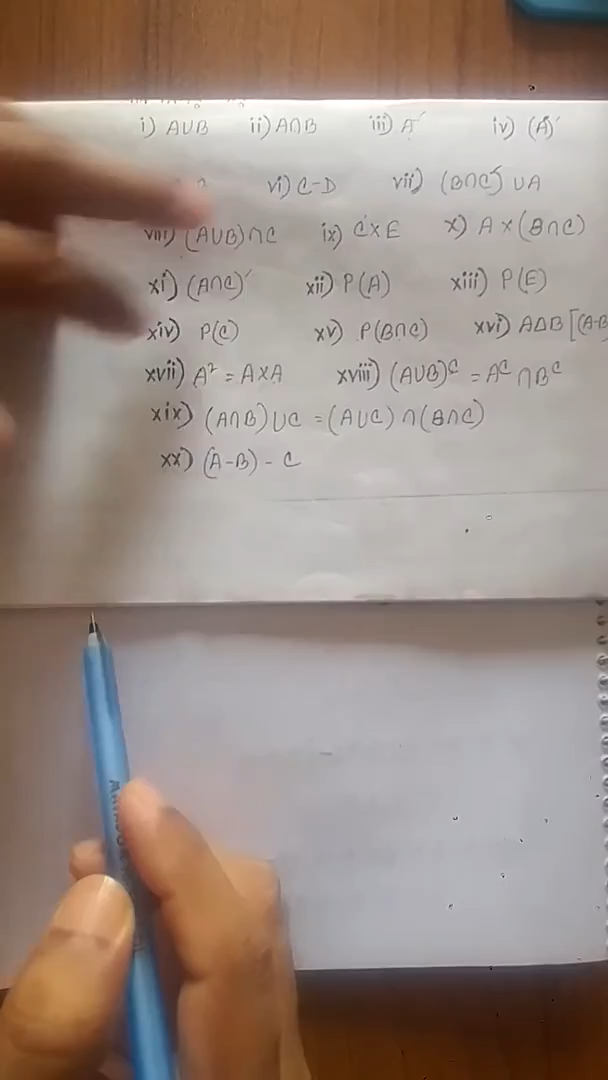 i) A∪B ii) A∩B iii) A′ iv) (A)′
vi) C-D vii) (B∩C)′ ∪A
viii) (A∪B)∩C ix) C×E x) A×(B∩C)
xi) (A∩C)′ xii) P(A) xiii) P(E)
xiv) P(C) xv) P(B∩C) xvi) A∆B [(A-B
xvii) A² = A×A xviii) (A∪B)ᶜ = Aᶜ∩Bᶜ
xix) (A∩B)∪C =(A∪C)∩(B∩C)
xx) (A-B)-C